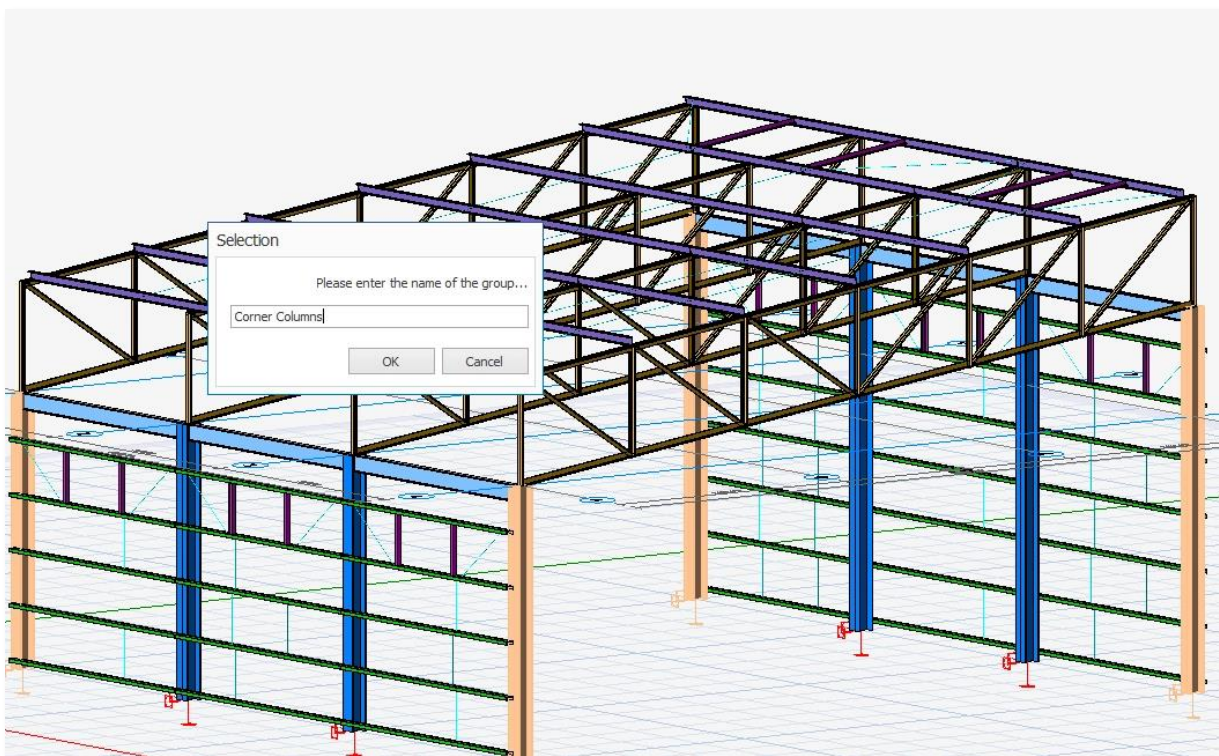 Selection
Please enter the name of the group...
Corner Columns
OK
Cancel